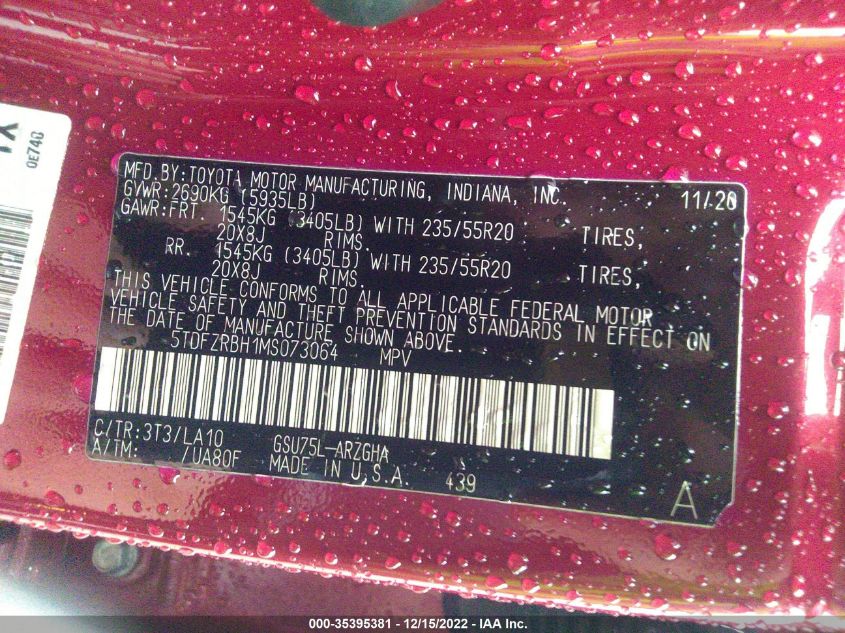 0E740
MFD.BY:TOYOTA MOTOR MANUFACTURING, INDIANA, INC. 11/20
GVWR:2690KG (5935LB)
GAWR:FRT 1545KG (3405LB) WITH 235/55R20 TIRES,
20X8J RIMS.
RR. 1545KG (3405LB) WITH 235/55R20 TIRES,
20X8J RIMS.
THIS VEHICLE CONFORMS TO ALL APPLICABLE FEDERAL MOTOR
VEHICLE SAFETY AND THEFT PREVENTION STANDARDS IN EFFECT ON
THE DATE OF MANUFACTURE SHOWN ABOVE.
5TDFZRBH1MS073064 MPV
C/TR:3T3/LA10 GSU75L-ARZGHA
A/TM: /UA80F MADE IN U.S.A. 439
A
000-35395381 - 12/15/2022 - IAA Inc.